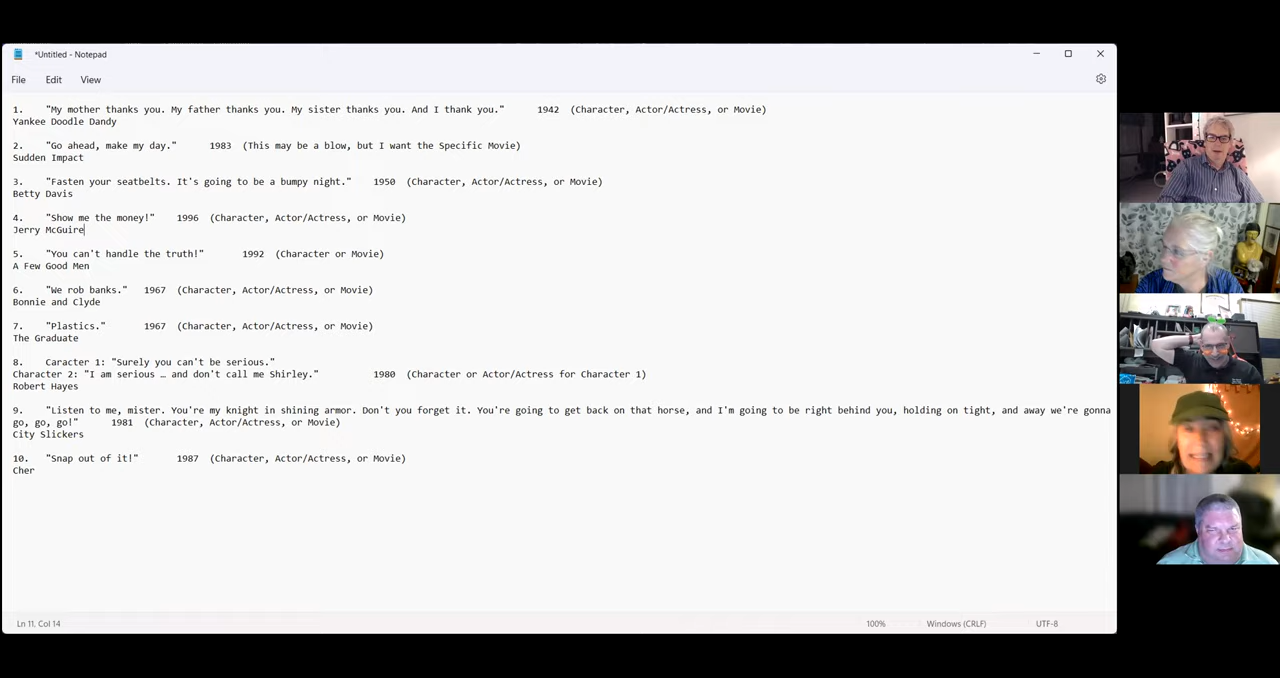 *Untitled - Notepad
File Edit View
1. "My mother thanks you. My father thanks you. My sister thanks you. And I thank you." 1942 (Character, Actor/Actress, or Movie)
Yankee Doodle Dandy
2. "Go ahead, make my day." 1983 (This may be a blow, but I want the Specific Movie)
Sudden Impact
3. "Fasten your seatbelts. It's going to be a bumpy night." 1950 (Character, Actor/Actress, or Movie)
Betty Davis
4. "Show me the money!" 1996 (Character, Actor/Actress, or Movie)
Jerry McGuire
5. "You can't handle the truth!" 1992 (Character or Movie)
A Few Good Men
6. "We rob banks." 1967 (Character, Actor/Actress, or Movie)
Bonnie and Clyde
7. "Plastics." 1967 (Character, Actor/Actress, or Movie)
The Graduate
8. Caracter 1: "Surely you can't be serious."
Character 2: "I am serious … and don't call me Shirley." 1980 (Character or Actor/Actress for Character 1)
Robert Hayes
9. "Listen to me, mister. You're my knight in shining armor. Don't you forget it. You're going to get back on that horse, and I'm going to be right behind you, holding on tight, and away we're gonna
go, go, go!" 1981 (Character, Actor/Actress, or Movie)
City Slickers
10. "Snap out of it!" 1987 (Character, Actor/Actress, or Movie)
Cher
Ln 11, Col 14 100% Windows (CRLF) UTF-8